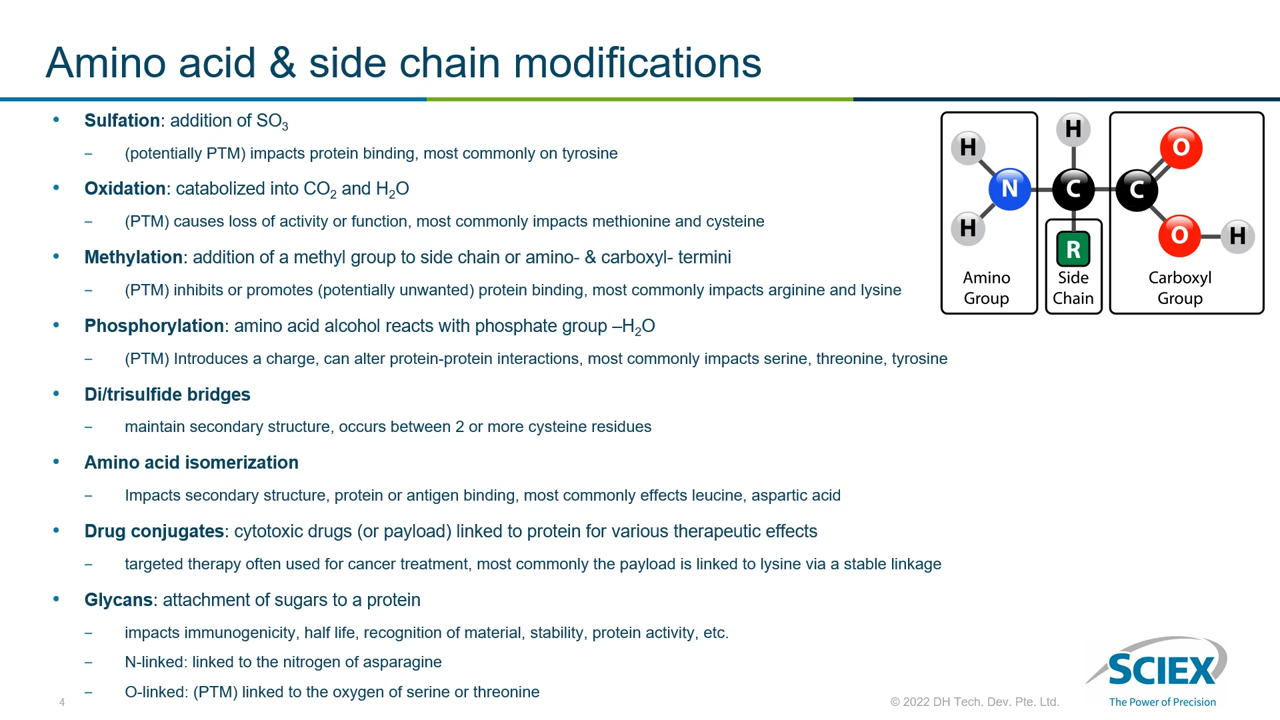 Amino acid & side chain modifications
• Sulfation: addition of SO₃
– (potentially PTM) impacts protein binding, most commonly on tyrosine
• Oxidation: catabolized into CO₂ and H₂O
– (PTM) causes loss of activity or function, most commonly impacts methionine and cysteine
• Methylation: addition of a methyl group to side chain or amino- & carboxyl- termini
– (PTM) inhibits or promotes (potentially unwanted) protein binding, most commonly impacts arginine and lysine
• Phosphorylation: amino acid alcohol reacts with phosphate group –H₂O
– (PTM) Introduces a charge, can alter protein-protein interactions, most commonly impacts serine, threonine, tyrosine
• Di/trisulfide bridges
– maintain secondary structure, occurs between 2 or more cysteine residues
• Amino acid isomerization
– Impacts secondary structure, protein or antigen binding, most commonly effects leucine, aspartic acid
• Drug conjugates: cytotoxic drugs (or payload) linked to protein for various therapeutic effects
– targeted therapy often used for cancer treatment, most commonly the payload is linked to lysine via a stable linkage
• Glycans: attachment of sugars to a protein
– impacts immunogenicity, half life, recognition of material, stability, protein activity, etc.
– N-linked: linked to the nitrogen of asparagine
– O-linked: (PTM) linked to the oxygen of serine or threonine
H
H
O
N
C
C
H
R
O
H
Amino
Group
Side
Chain
Carboxyl
Group
4
© 2022 DH Tech. Dev. Pte. Ltd.
SCIEX
The Power of Precision